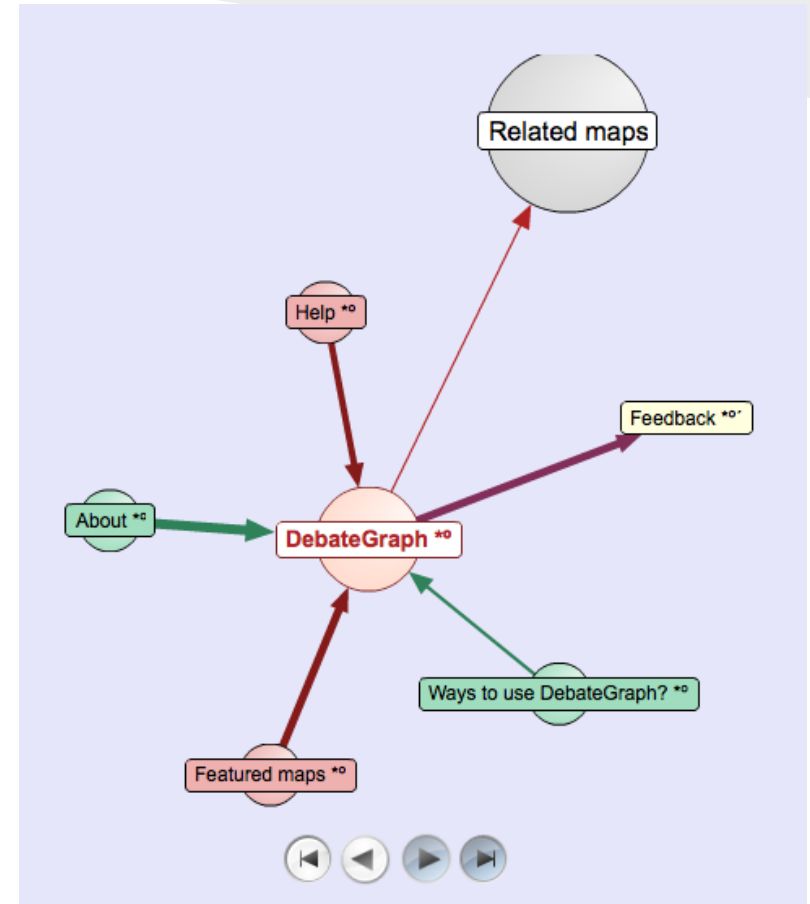 Related maps
Help *º
Feedback *º´
About *º
DebateGraph *º
Ways to use DebateGraph? *º
Featured maps *º